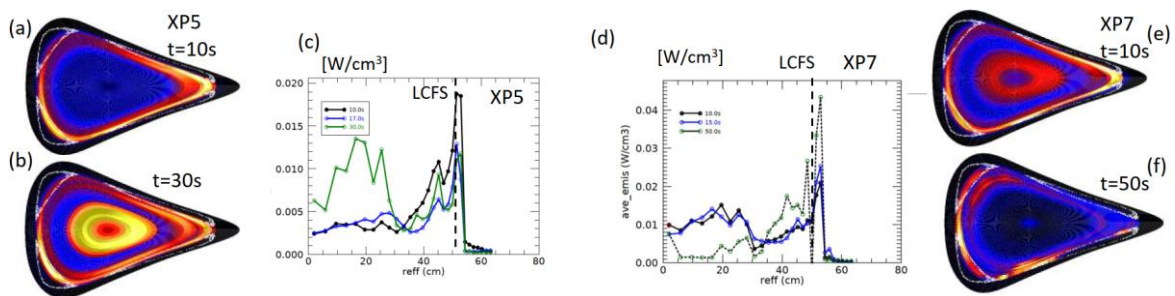 (a)
XP5
t=10s
(b)
t=30s
(c)
[W/cm³]
LCFS
XP5
0.020
0.015
0.010
0.005
0.000
10.0s
17.0s
30.0s
0
20
40
60
80
reff (cm)
(d)
[W/cm³]
LCFS
XP7
ave_emis (W/cm3)
0.04
0.03
0.02
0.01
0.00
10.0s
15.0s
50.0s
0
20
40
60
80
reff (cm)
XP7
(e)
t=10s
(f)
t=50s